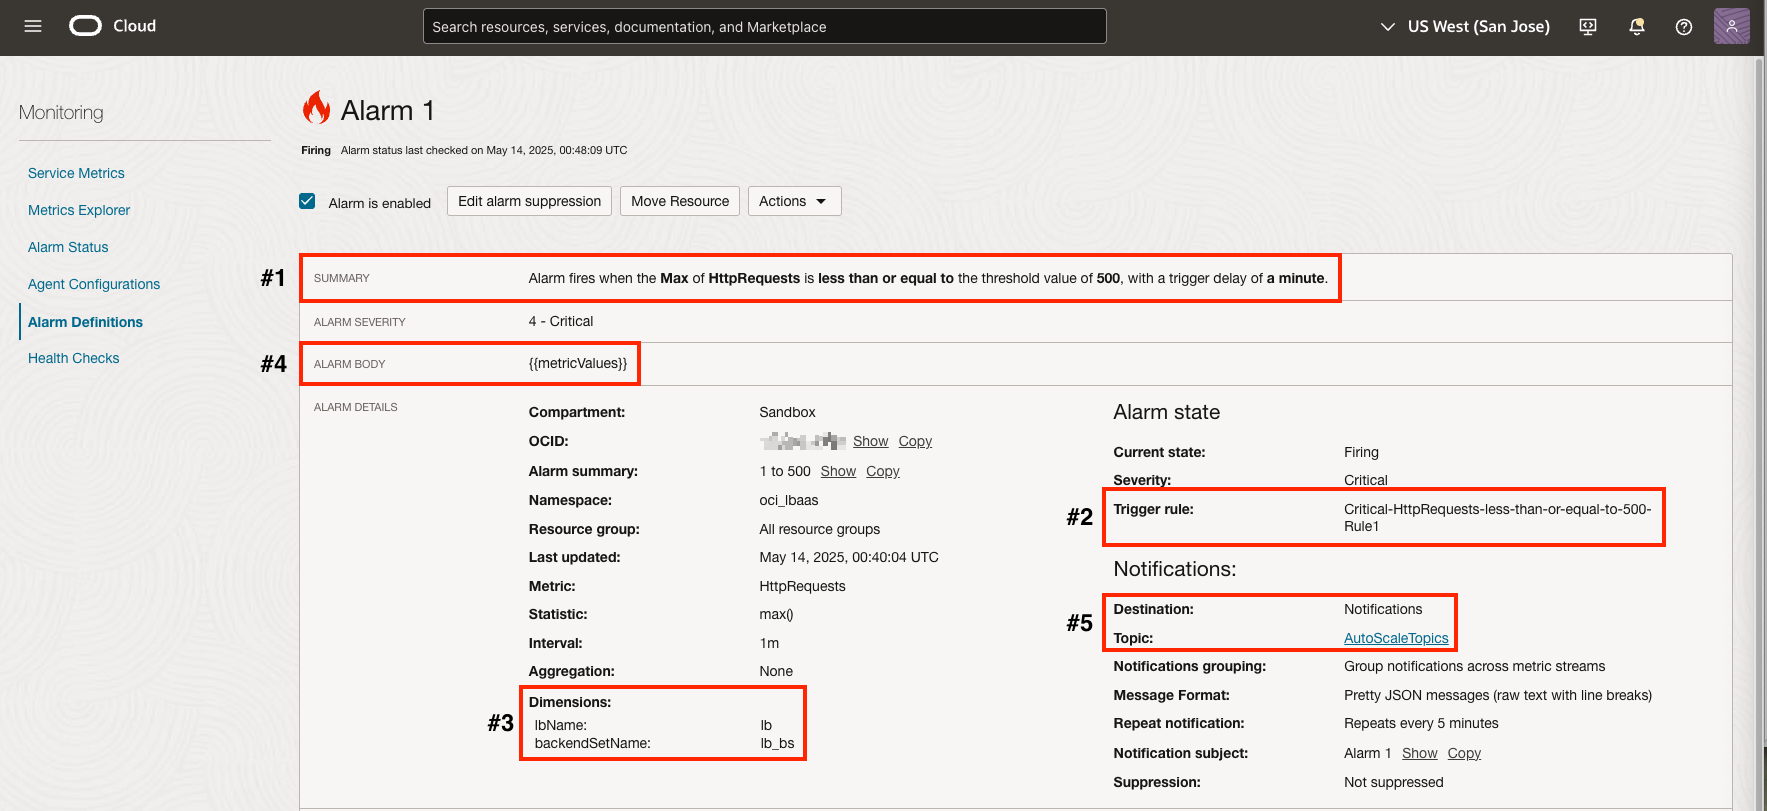 Cloud
Search resources, services, documentation, and Marketplace
US West (San Jose)
Monitoring
Service Metrics
Metrics Explorer
Alarm Status
Agent Configurations
Alarm Definitions
Health Checks
Alarm 1
Firing Alarm status last checked on May 14, 2025, 00:48:09 UTC
Alarm is enabled
Edit alarm suppression
Move Resource
Actions
#1
SUMMARY Alarm fires when the Max of HttpRequests is less than or equal to the threshold value of 500, with a trigger delay of a minute.
ALARM SEVERITY 4 - Critical
#4
ALARM BODY {{metricValues}}
ALARM DETAILS
Compartment: Sandbox
OCID: Show Copy
Alarm summary: 1 to 500 Show Copy
Namespace: oci_lbaas
Resource group: All resource groups
Last updated: May 14, 2025, 00:40:04 UTC
Metric: HttpRequests
Statistic: max()
Interval: 1m
Aggregation: None
#3
Dimensions:
lbName: lb
backendSetName: lb_bs
Alarm state
Current state: Firing
Severity: Critical
#2
Trigger rule: Critical-HttpRequests-less-than-or-equal-to-500-
Rule1
Notifications:
#5
Destination: Notifications
Topic: AutoScaleTopics
Notifications grouping: Group notifications across metric streams
Message Format: Pretty JSON messages (raw text with line breaks)
Repeat notification: Repeats every 5 minutes
Notification subject: Alarm 1 Show Copy
Suppression: Not suppressed